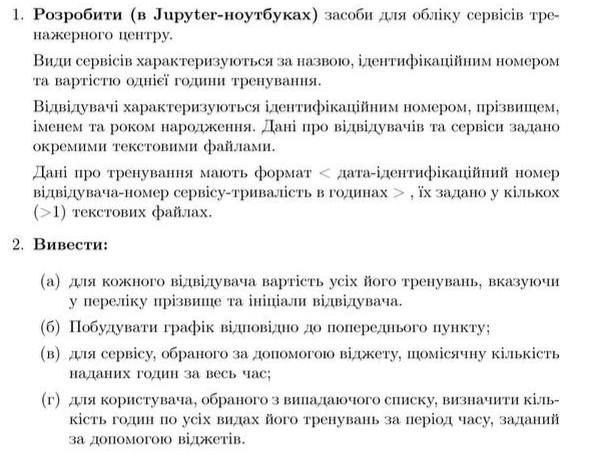 1. Розробити (в Jupyter-ноутбуках) засоби для обліку сервісів тре-
нажерного центру.
Види сервісів характеризуються за назвою, ідентифікаційним номером
та вартістю однієї години тренування.
Відвідувачі характеризуються ідентифікаційним номером, прізвищем,
іменем та роком народження. Дані про відвідувачів та сервіси задано
окремими текстовими файлами.
Дані про тренування мають формат < дата-ідентифікаційний номер
відвідувача-номер сервісу-тривалість в годинах > , їх задано у кількох
(>1) текстових файлах.
2. Вивести:
(а) для кожного відвідувача вартість усіх його тренувань, вказуючи
у переліку прізвище та ініціали відвідувача.
(б) Побудувати графік відповідно до попереднього пункту;
(в) для сервісу, обраного за допомогою віджету, щомісячну кількість
наданих годин за весь час;
(г) для користувача, обраного з випадаючого списку, визначити кіль-
кість годин по усіх видах його тренувань за період часу, заданий
за допомогою віджетів.